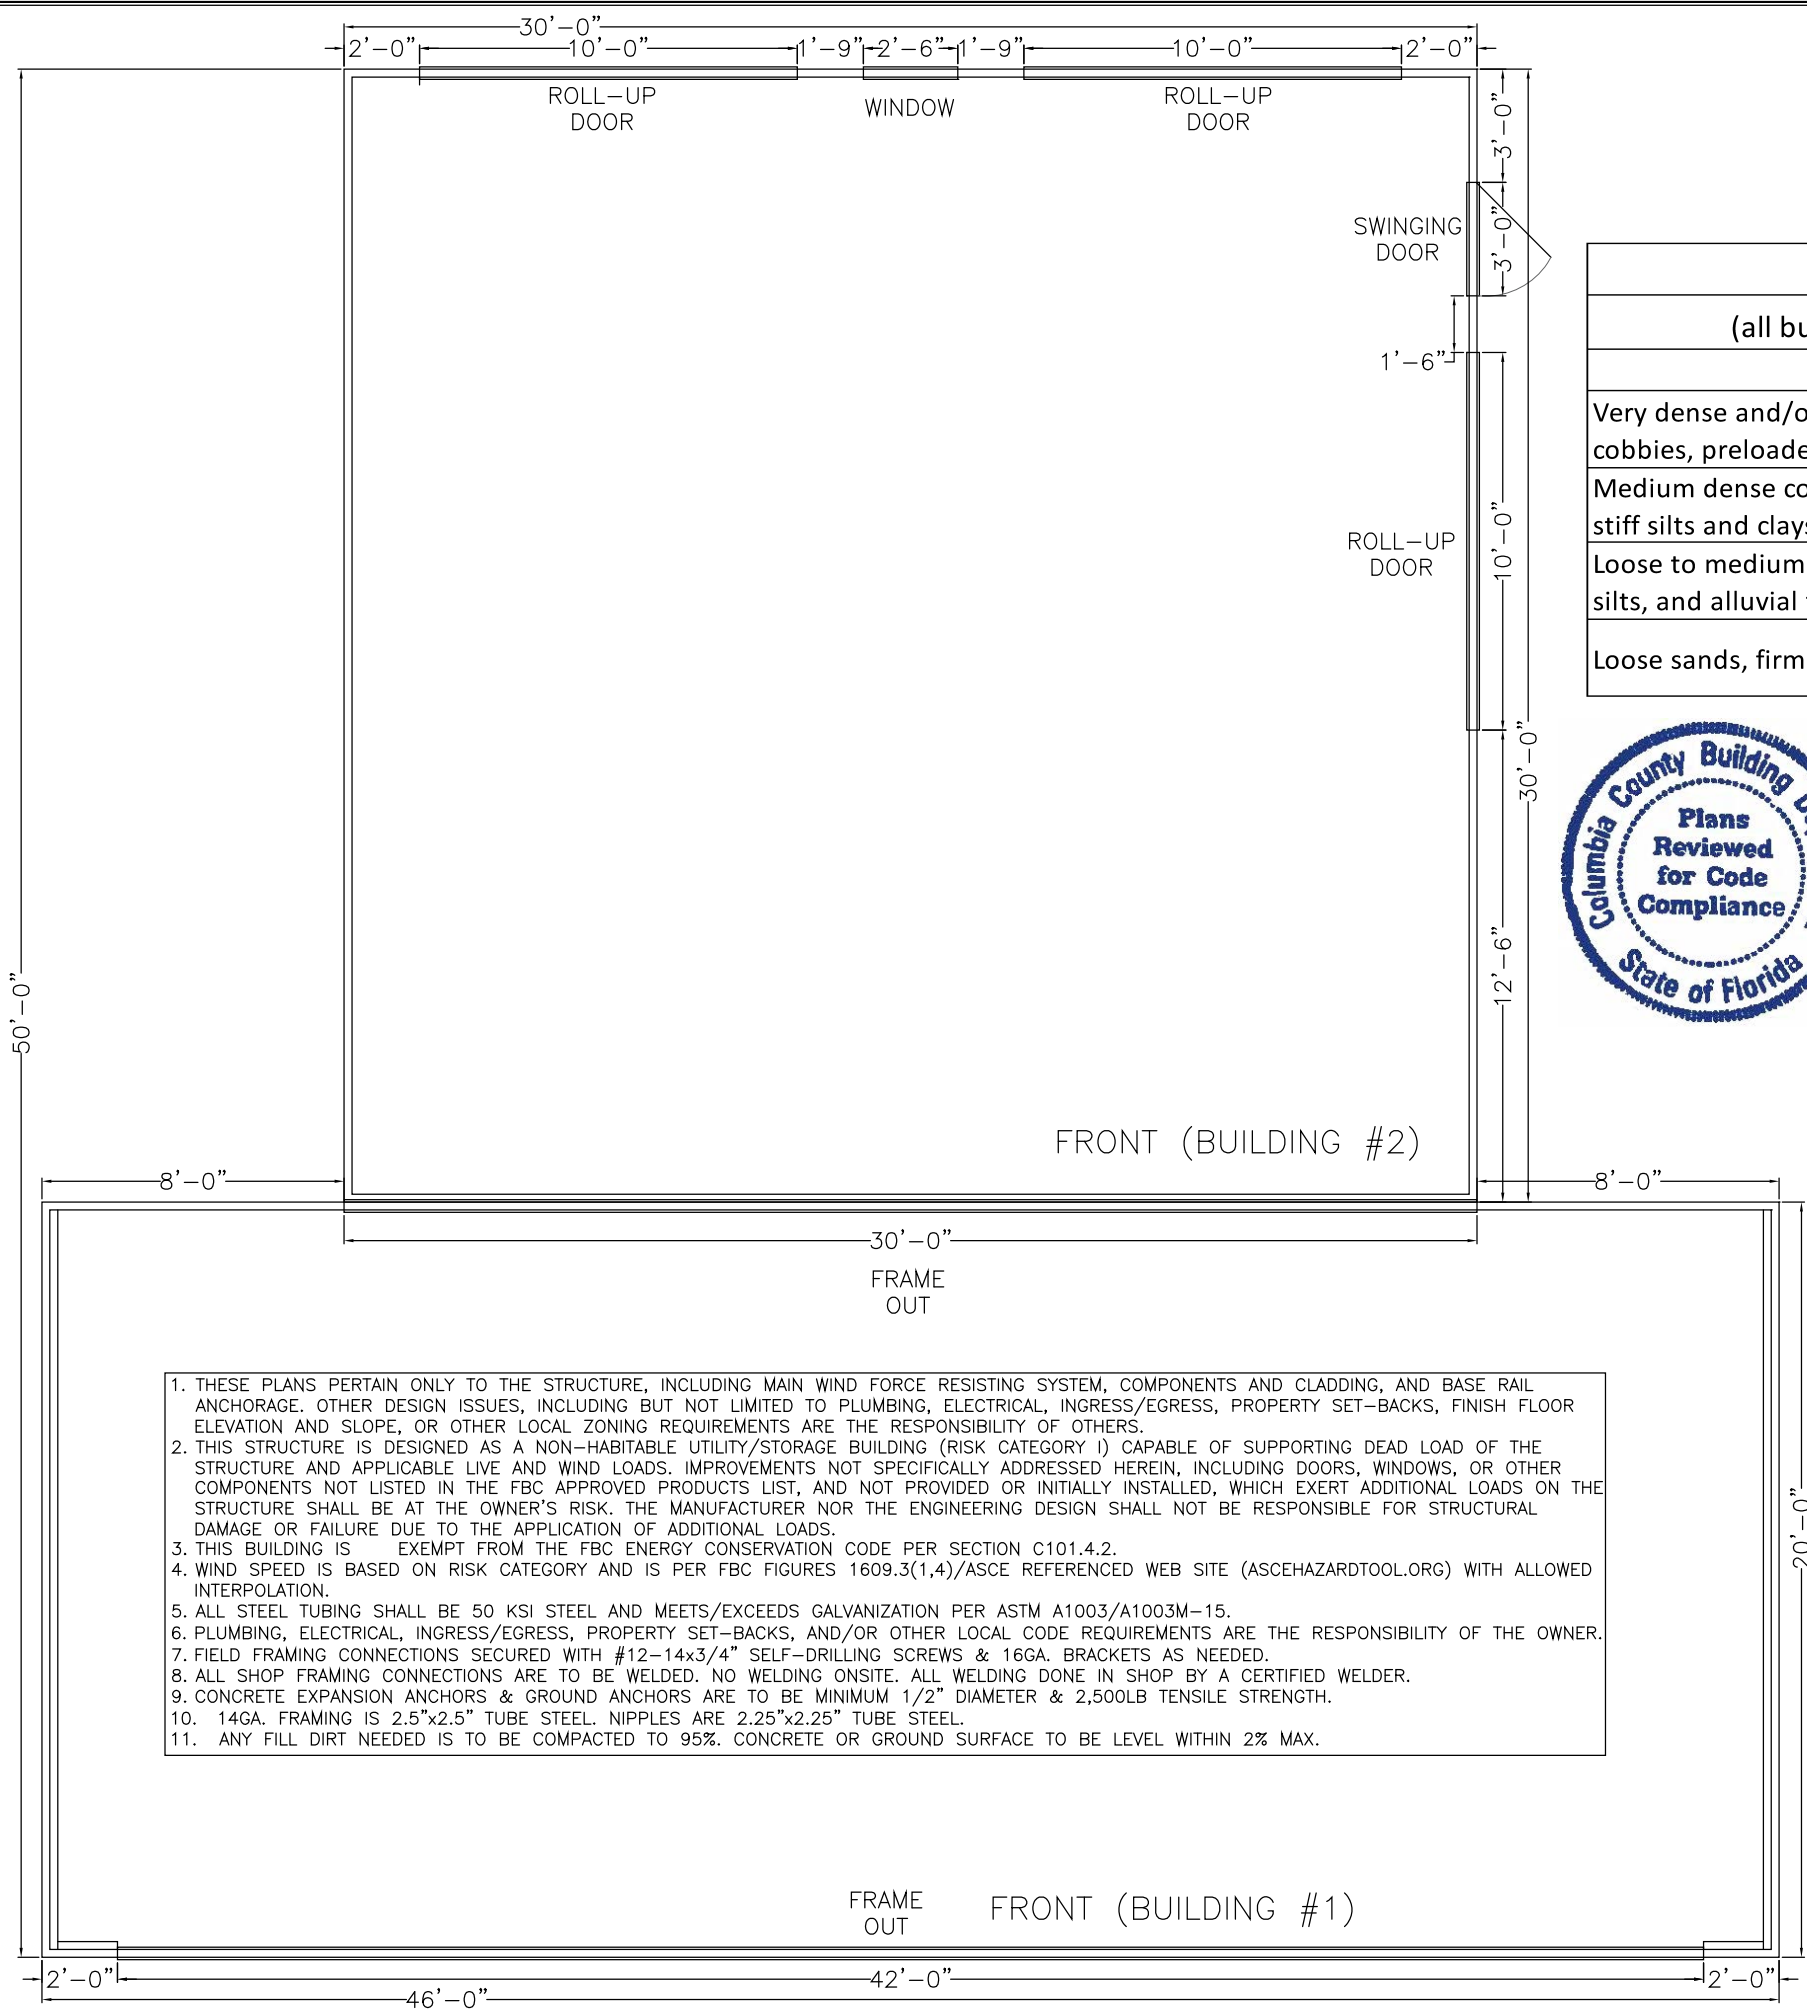 30'-0"
2'-0" 10'-0" 1'-9" 2'-6" 1'-9" 10'-0" 2'-0"
ROLL-UP
DOOR
WINDOW
ROLL-UP
DOOR
3'-0"
SWINGING
DOOR
3'-0"
1'-6"
ROLL-UP
DOOR
10'-0"
30'-0"
12'-6"
50'-0"
(all
Very dense
cobbies,
Medium dense
stiff silts and
Loose to medium
silts, and alluvial
Loose sands, firm
Columbia County Building
Plans
Reviewed
for Code
Compliance
State of Florida
FRONT (BUILDING #2)
8'-0"
8'-0"
30'-0"
FRAME
OUT
1. THESE PLANS PERTAIN ONLY TO THE STRUCTURE, INCLUDING MAIN WIND FORCE RESISTING SYSTEM, COMPONENTS AND CLADDING, AND BASE RAIL
ANCHORAGE. OTHER DESIGN ISSUES, INCLUDING BUT NOT LIMITED TO PLUMBING, ELECTRICAL, INGRESS/EGRESS, PROPERTY SET-BACKS, FINISH FLOOR
ELEVATION AND SLOPE, OR OTHER LOCAL ZONING REQUIREMENTS ARE THE RESPONSIBILITY OF OTHERS.
2. THIS STRUCTURE IS DESIGNED AS A NON-HABITABLE UTILITY/STORAGE BUILDING (RISK CATEGORY I) CAPABLE OF SUPPORTING DEAD LOAD OF THE
STRUCTURE AND APPLICABLE LIVE AND WIND LOADS. IMPROVEMENTS NOT SPECIFICALLY ADDRESSED HEREIN, INCLUDING DOORS, WINDOWS, OR OTHER
COMPONENTS NOT LISTED IN THE FBC APPROVED PRODUCTS LIST, AND NOT PROVIDED OR INITIALLY INSTALLED, WHICH EXERT ADDITIONAL LOADS ON THE
STRUCTURE SHALL BE AT THE OWNER'S RISK. THE MANUFACTURER NOR THE ENGINEERING DESIGN SHALL NOT BE RESPONSIBLE FOR STRUCTURAL
DAMAGE OR FAILURE DUE TO THE APPLICATION OF ADDITIONAL LOADS.
3. THIS BUILDING IS EXEMPT FROM THE FBC ENERGY CONSERVATION CODE PER SECTION C101.4.2.
4. WIND SPEED IS BASED ON RISK CATEGORY AND IS PER FBC FIGURES 1609.3(1,4)/ASCE REFERENCED WEB SITE (ASCEHAZARDTOOL.ORG) WITH ALLOWED
INTERPOLATION.
5. ALL STEEL TUBING SHALL BE 50 KSI STEEL AND MEETS/EXCEEDS GALVANIZATION PER ASTM A1003/A1003M-15.
6. PLUMBING, ELECTRICAL, INGRESS/EGRESS, PROPERTY SET-BACKS, AND/OR OTHER LOCAL CODE REQUIREMENTS ARE THE RESPONSIBILITY OF THE OWNER.
7. FIELD FRAMING CONNECTIONS SECURED WITH #12-14x3/4" SELF-DRILLING SCREWS & 16GA. BRACKETS AS NEEDED.
8. ALL SHOP FRAMING CONNECTIONS ARE TO BE WELDED. NO WELDING ONSITE. ALL WELDING DONE IN SHOP BY A CERTIFIED WELDER.
9. CONCRETE EXPANSION ANCHORS & GROUND ANCHORS ARE TO BE MINIMUM 1/2" DIAMETER & 2,500LB TENSILE STRENGTH.
10. 14GA. FRAMING IS 2.5"x2.5" TUBE STEEL. NIPPLES ARE 2.25"x2.25" TUBE STEEL.
11. ANY FILL DIRT NEEDED IS TO BE COMPACTED TO 95%. CONCRETE OR GROUND SURFACE TO BE LEVEL WITHIN 2% MAX.
20'-0"
FRAME
OUT
FRONT (BUILDING #1)
2'-0" 42'-0" 2'-0"
46'-0"